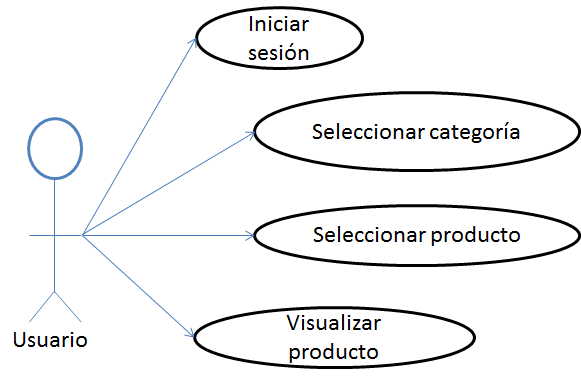 Iniciar
sesión
Seleccionar categoría
Seleccionar producto
Visualizar
producto
Usuario